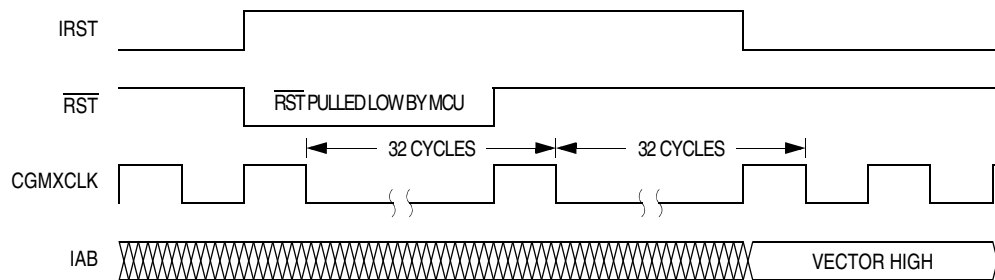 IRST
RST
RST PULLED LOW BY MCU
32 CYCLES 32 CYCLES
CGMXCLK
IAB
VECTOR HIGH